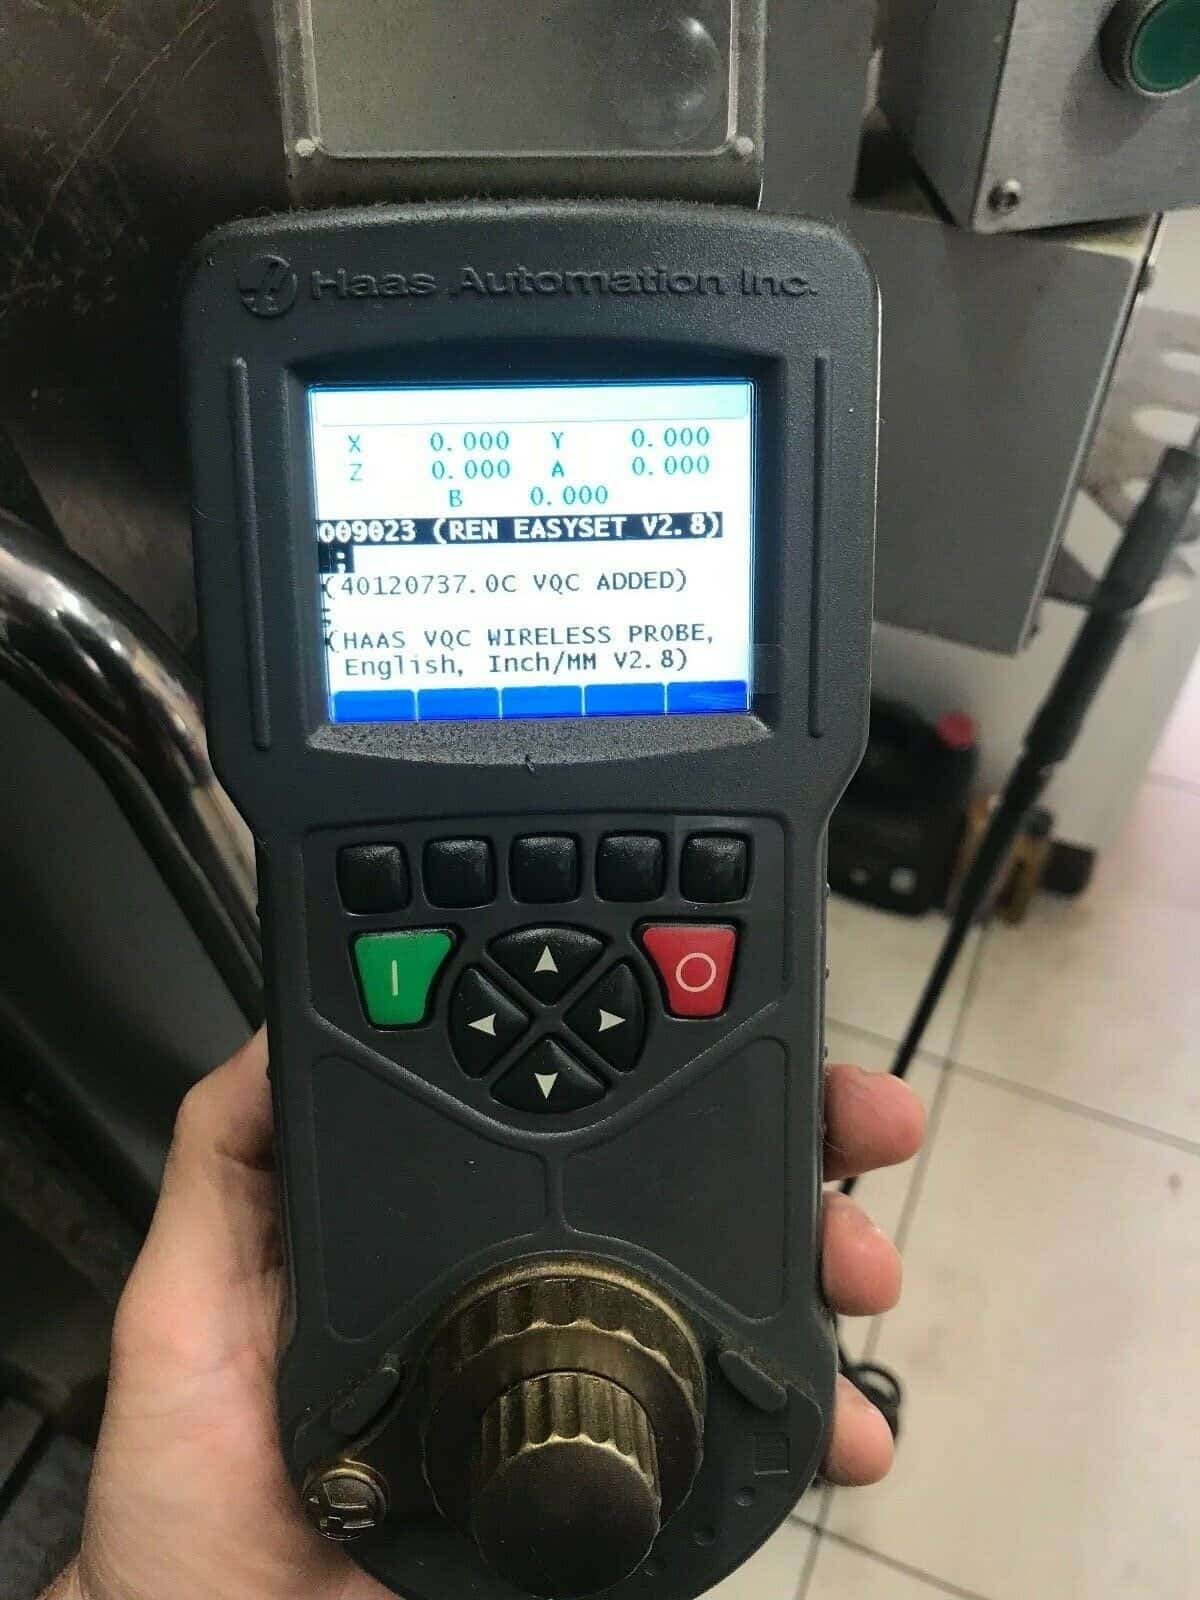 Haas Automation Inc.
X 0.000 Y 0.000
Z 0.000 A 0.000
B 0.000
O09023 (REN EASYSET V2.8)
;
(40120737.0C VQC ADDED)
;
(HAAS VQC WIRELESS PROBE,
English, Inch/MM V2.8)